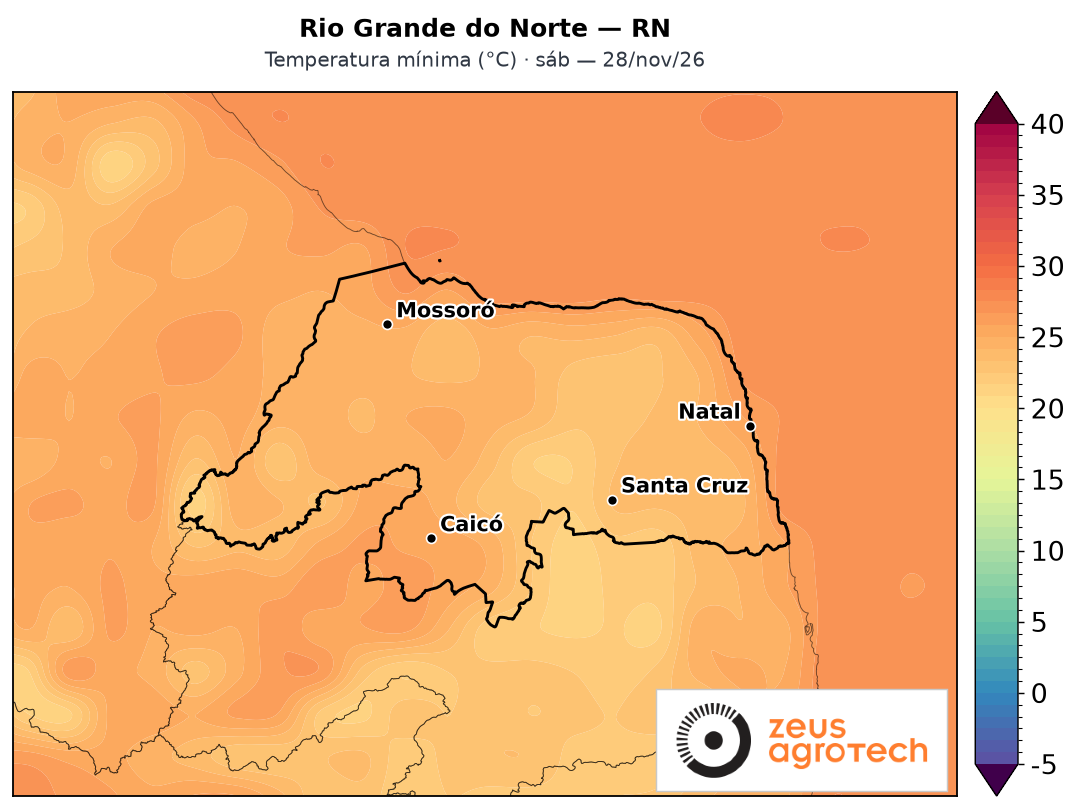 Rio Grande do Norte — RN
Temperatura mínima (°C) · sáb — 28/nov/26
Mossoró
Natal
Santa Cruz
Caicó
40
35
30
25
20
15
10
5
0
-5
zeus
agrotech